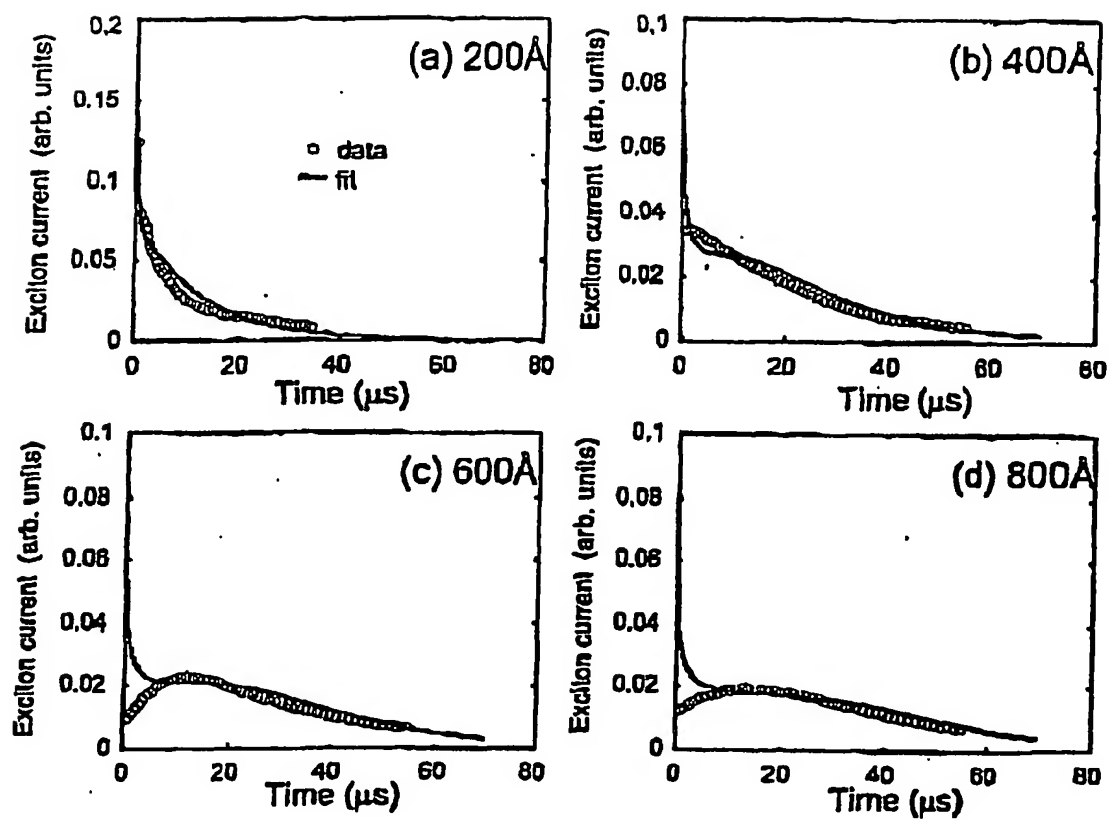 Exciton current (arb. units)
0,2
0,15
0,1
0.05
0
(a) 200Å
data
fit
0 20 40 60 80
Time (μs)
Exciton current (arb. units)
0,1
0.08
0.06
0.04
0.02
0
(b) 400Å
0 20 40 60 80
Time (μs)
Exciton current (arb. units)
0,1
0.08
0.06
0.04
0.02
0
(c) 600Å
0 20 40 60 80
Time (μs)
Exciton current (arb. units)
0,1
0.08
0.06
0.04
0.02
0
(d) 800Å
0 20 40 60 80
Time (μs)